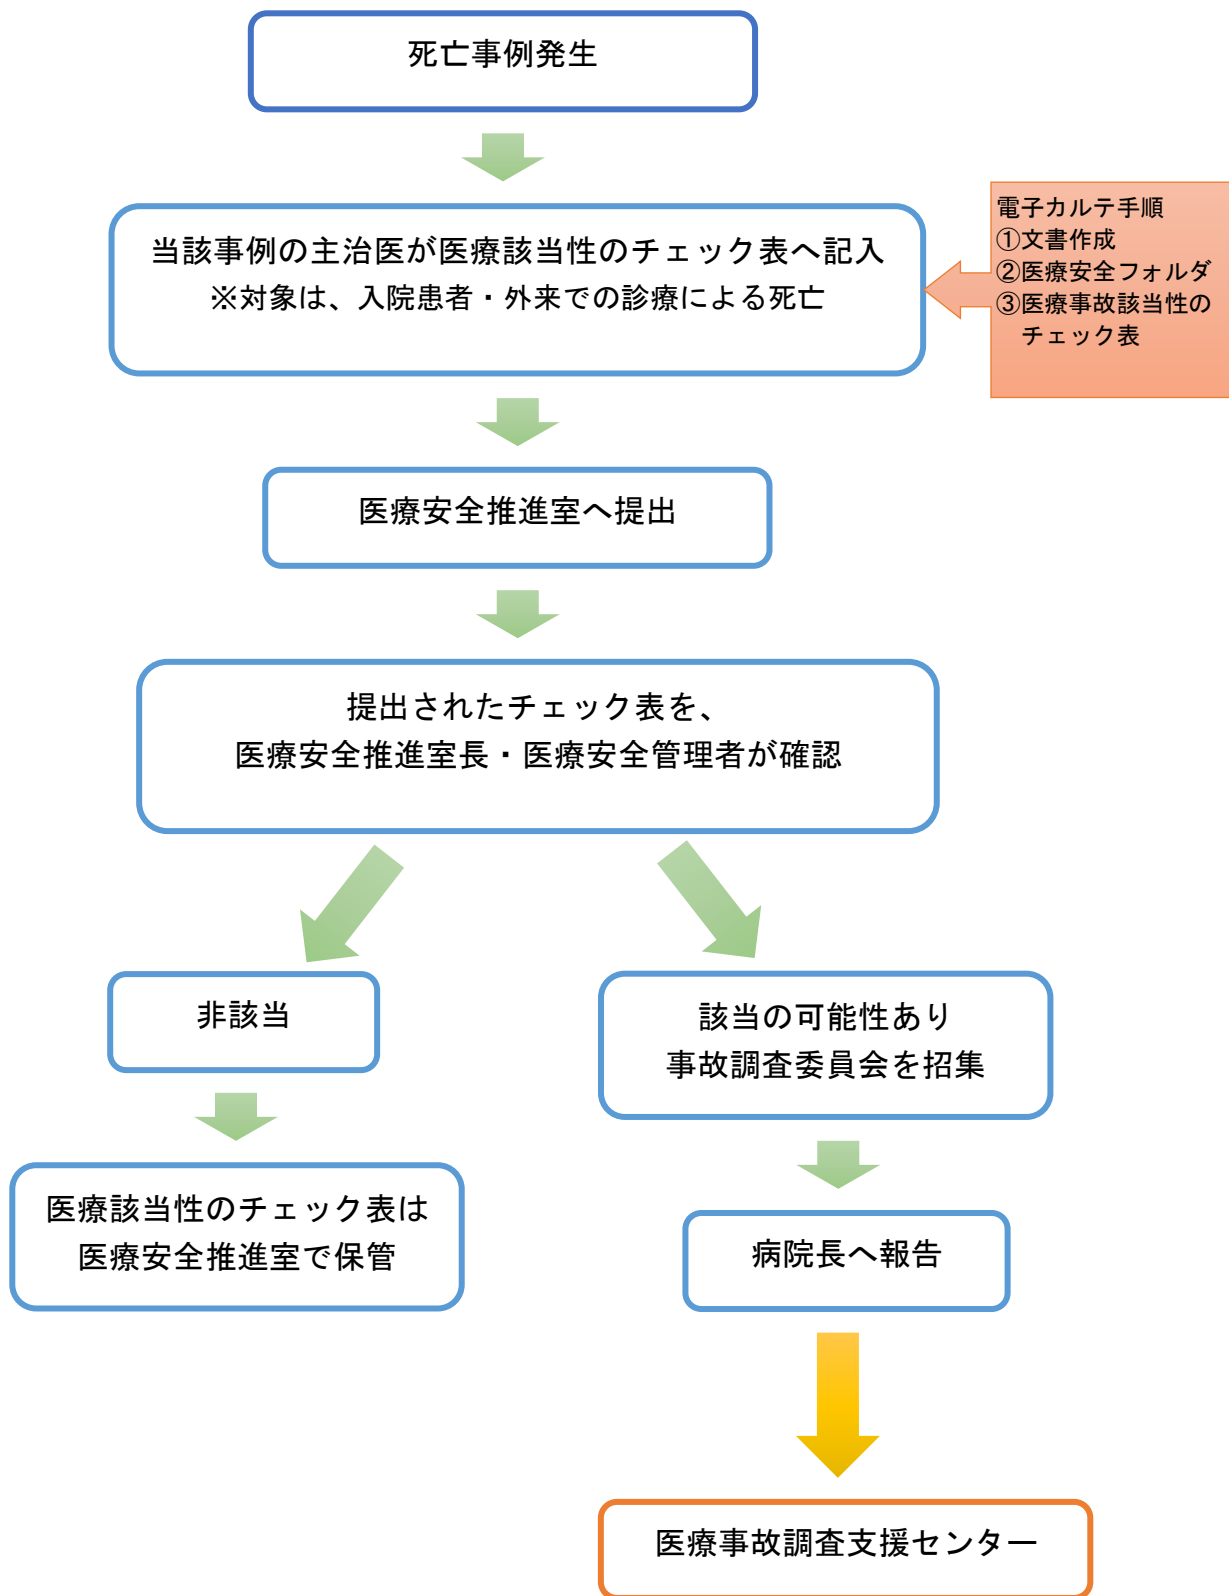 死亡事例発生
当該事例の主治医が医療該当性のチェック表へ記入
※対象は、入院患者・外来での診療による死亡
電子カルテ手順
①文書作成
②医療安全フォルダ
③医療事故該当性の
チェック表
医療安全推進室へ提出
提出されたチェック表を、
医療安全推進室長・医療安全管理者が確認
非該当
該当の可能性あり
事故調査委員会を招集
医療該当性のチェック表は
医療安全推進室で保管
病院長へ報告
医療事故調査支援センター